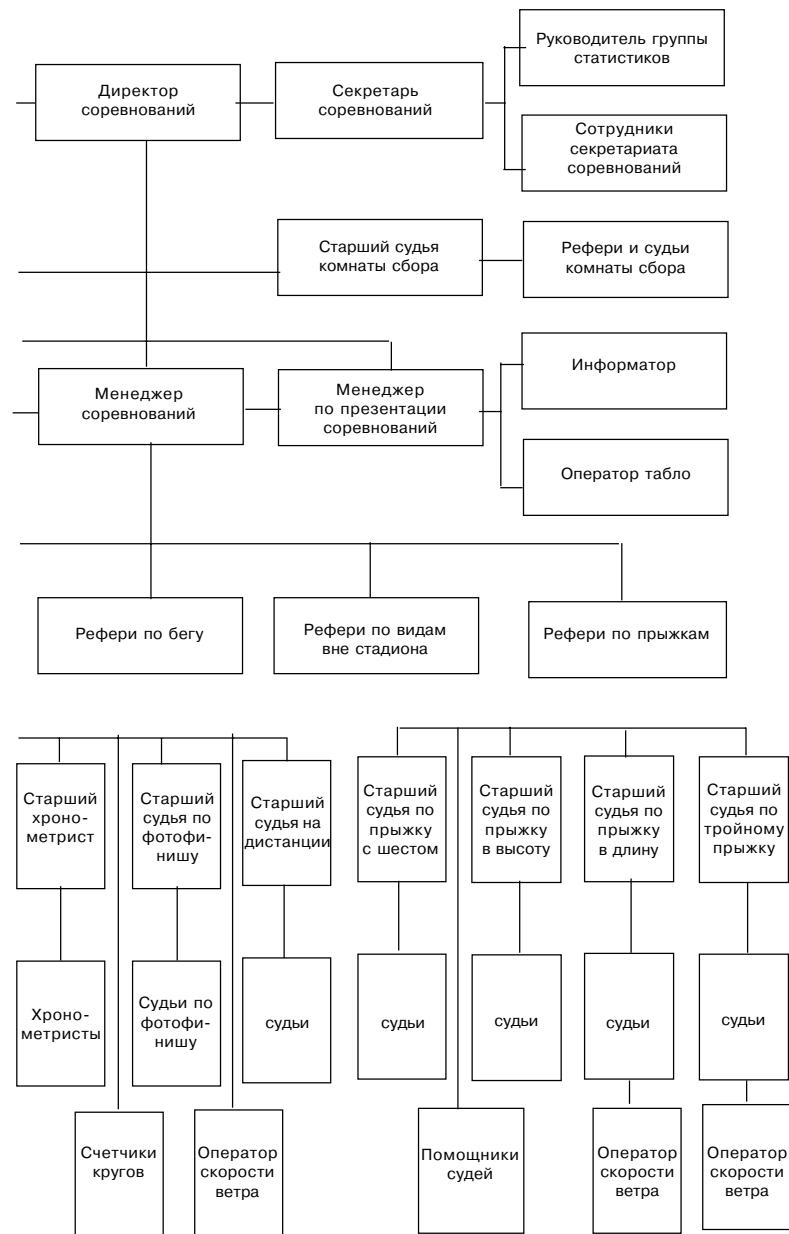 Руководитель группы
статистиков
Директор
соревнований
Секретарь
соревнований
Сотрудники
секретариата
соревнований
Старший судья
комнаты сбора
Рефери и судьи
комнаты сбора
Менеджер
соревнований
Менеджер
по презентации
соревнований
Информатор
Оператор табло
Рефери по бегу
Рефери по видам
вне стадиона
Рефери по прыжкам
Старший
хроно-
метрист
Старший
судья по
фотофи-
нишу
Старший
судья на
дистанции
Старший
судья по
прыжку
с шестом
Старший
судья по
прыжку
в высоту
Старший
судья по
прыжку
в длину
Старший
судья по
тройному
прыжку
Хроно-
метристы
Судьи по
фотофи-
нишу
судьи
судьи
судьи
судьи
судьи
Счетчики
кругов
Оператор
скорости
ветра
Помощники
судей
Оператор
скорости
ветра
Оператор
скорости
ветра